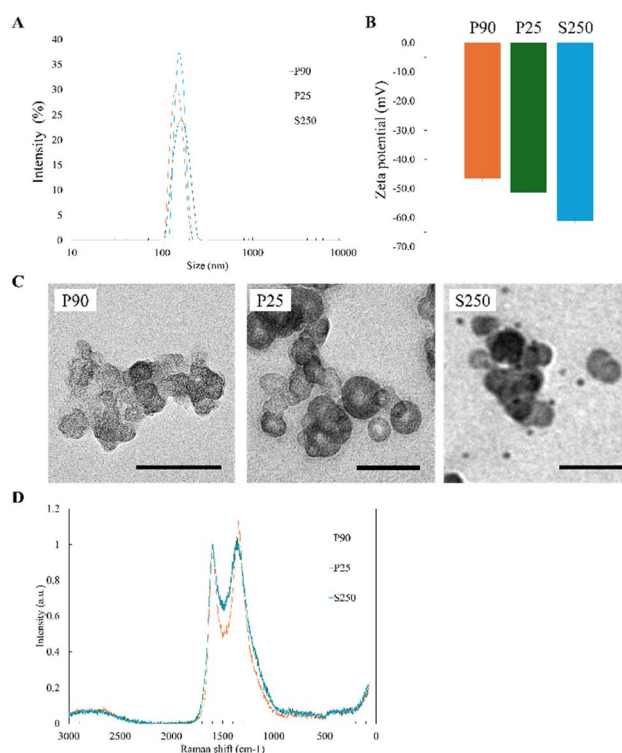 A
40
35
30
25
20
15
10
5
0
Intensity (%)
10
100
1000
10000
Size (nm)
P90
P25
S250
B
P90
P25
S250
0.0
-10.0
-20.0
-30.0
-40.0
-50.0
-60.0
-70.0
Zeta potential (mV)
C
P90
P25
S250
D
1.2
1
0.8
0.6
0.4
0.2
0
Intensity (a.u.)
3000
2500
2000
1500
1000
500
0
Raman shift (cm-1)
P90
P25
S250